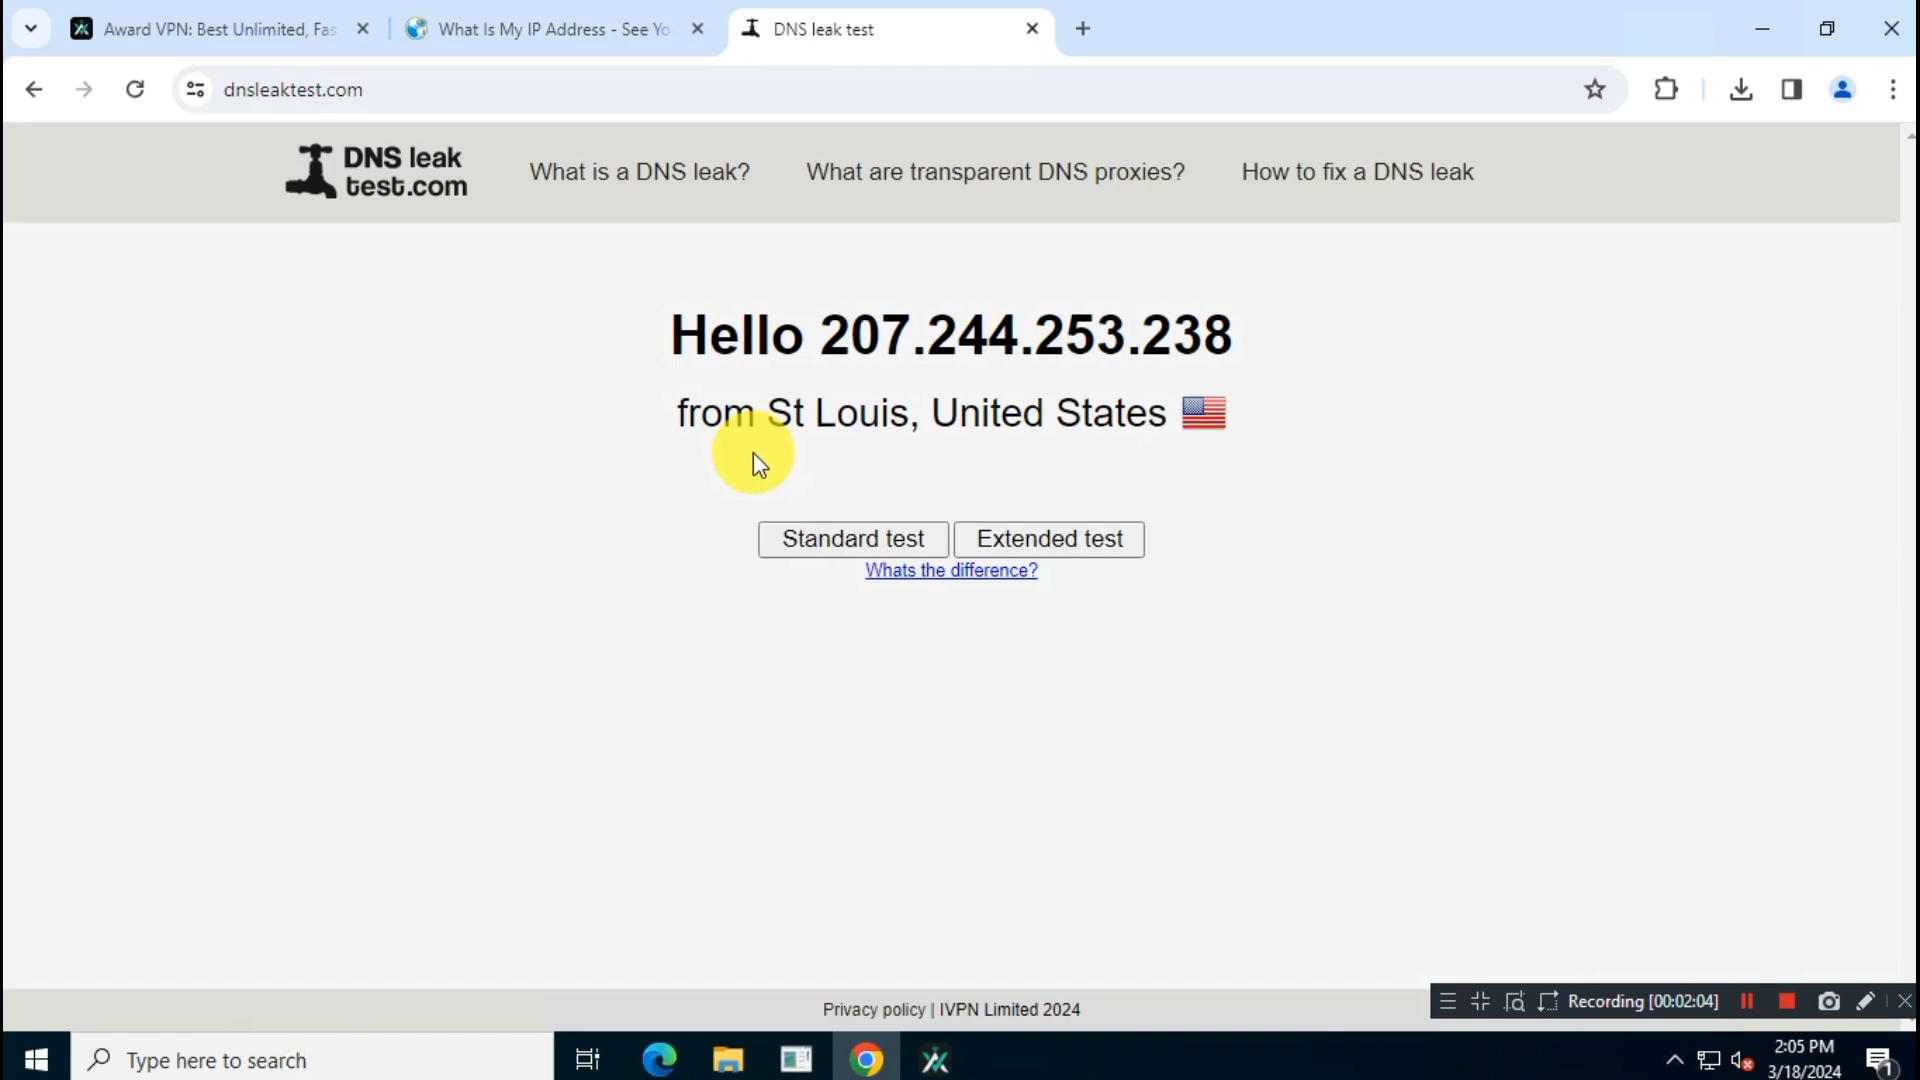 Award VPN: Best Unlimited, Fas
What Is My IP Address - See Yo
DNS leak test
dnsleaktest.com
DNS leak
test.com
What is a DNS leak?
What are transparent DNS proxies?
How to fix a DNS leak
Hello 207.244.253.238
from St Louis, United States
Standard test
Extended test
Whats the difference?
Privacy policy | IVPN Limited 2024
Recording [00:02:04]
Type here to search
2:05 PM
3/18/2024
1